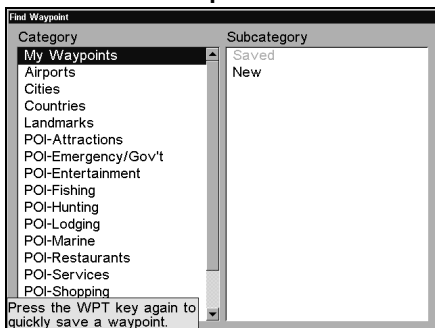 Find Waypoint
Category
My Waypoints
Airports
Cities
Countries
Landmarks
POI-Attractions
POI-Emergency/Gov't
POI-Entertainment
POI-Fishing
POI-Hunting
POI-Lodging
POI-Marine
POI-Restaurants
POI-Services
POI-Shopping
Press the WPT key again to
quickly save a waypoint.
Subcategory
Saved
New